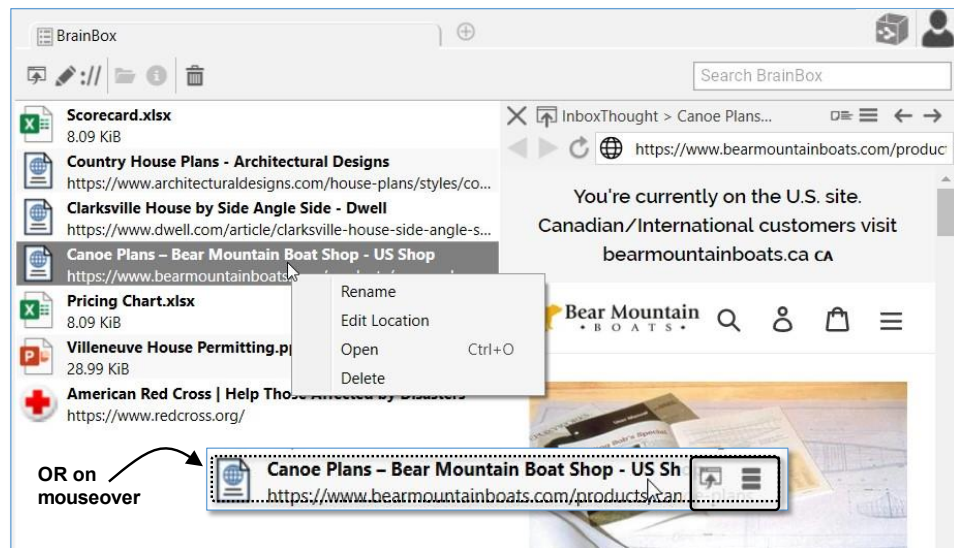 BrainBox
://
Search BrainBox
Scorecard.xlsx
8.09 KiB
Country House Plans - Architectural Designs
https://www.architecturaldesigns.com/house-plans/styles/co...
Clarksville House by Side Angle Side - Dwell
https://www.dwell.com/article/clarksville-house-side-angle-s...
Canoe Plans – Bear Mountain Boat Shop - US Shop
https://www.bearmountainboats
Pricing Chart.xlsx
8.09 KiB
Villeneuve House Permitting.p
28.99 KiB
American Red Cross | Help Those Affected by Disasters
https://www.redcross.org/
Rename
Edit Location
Open Ctrl+O
Delete
InboxThought > Canoe Plans...
https://www.bearmountainboats.com/produc
You're currently on the U.S. site.
Canadian/International customers visit
bearmountainboats.ca CA
Bear Mountain
• BOATS •
OR on
mouseover
Canoe Plans – Bear Mountain Boat Shop - US Sh
https://www.bearmountainboats.com/products/canoe-plans